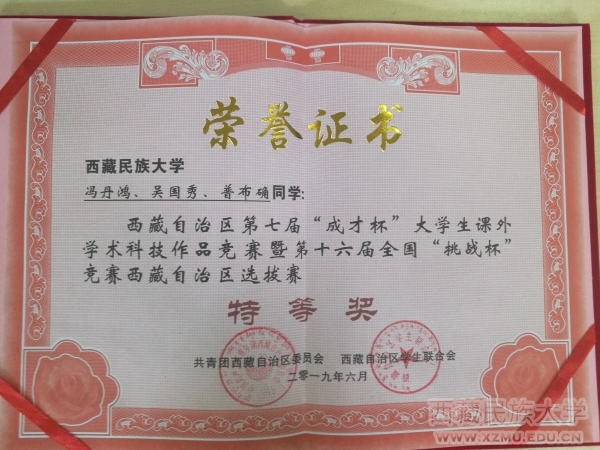 荣誉证书
西藏民族大学
冯丹鸿、吴国秀、普布确同学:
西藏自治区第七届“成才杯”大学生课外
学术科技作品竞赛暨第十六届全国“挑战杯”
竞赛西藏自治区选拔赛
特等奖
共青团西藏自治区委员会 西藏自治区学生联合会
二零一九年六月
西藏民族大学
WWW.XZMU.EDU.CN